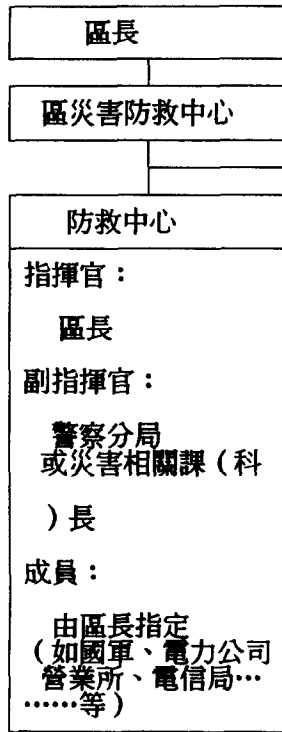 區長
區災害防救中心
防救中心
指揮官：
區長
副指揮官：
警察分局
或災害相關課（科
）長
成員：
由區長指定
（如國軍、電力公司
營業所、電信局…
……等）